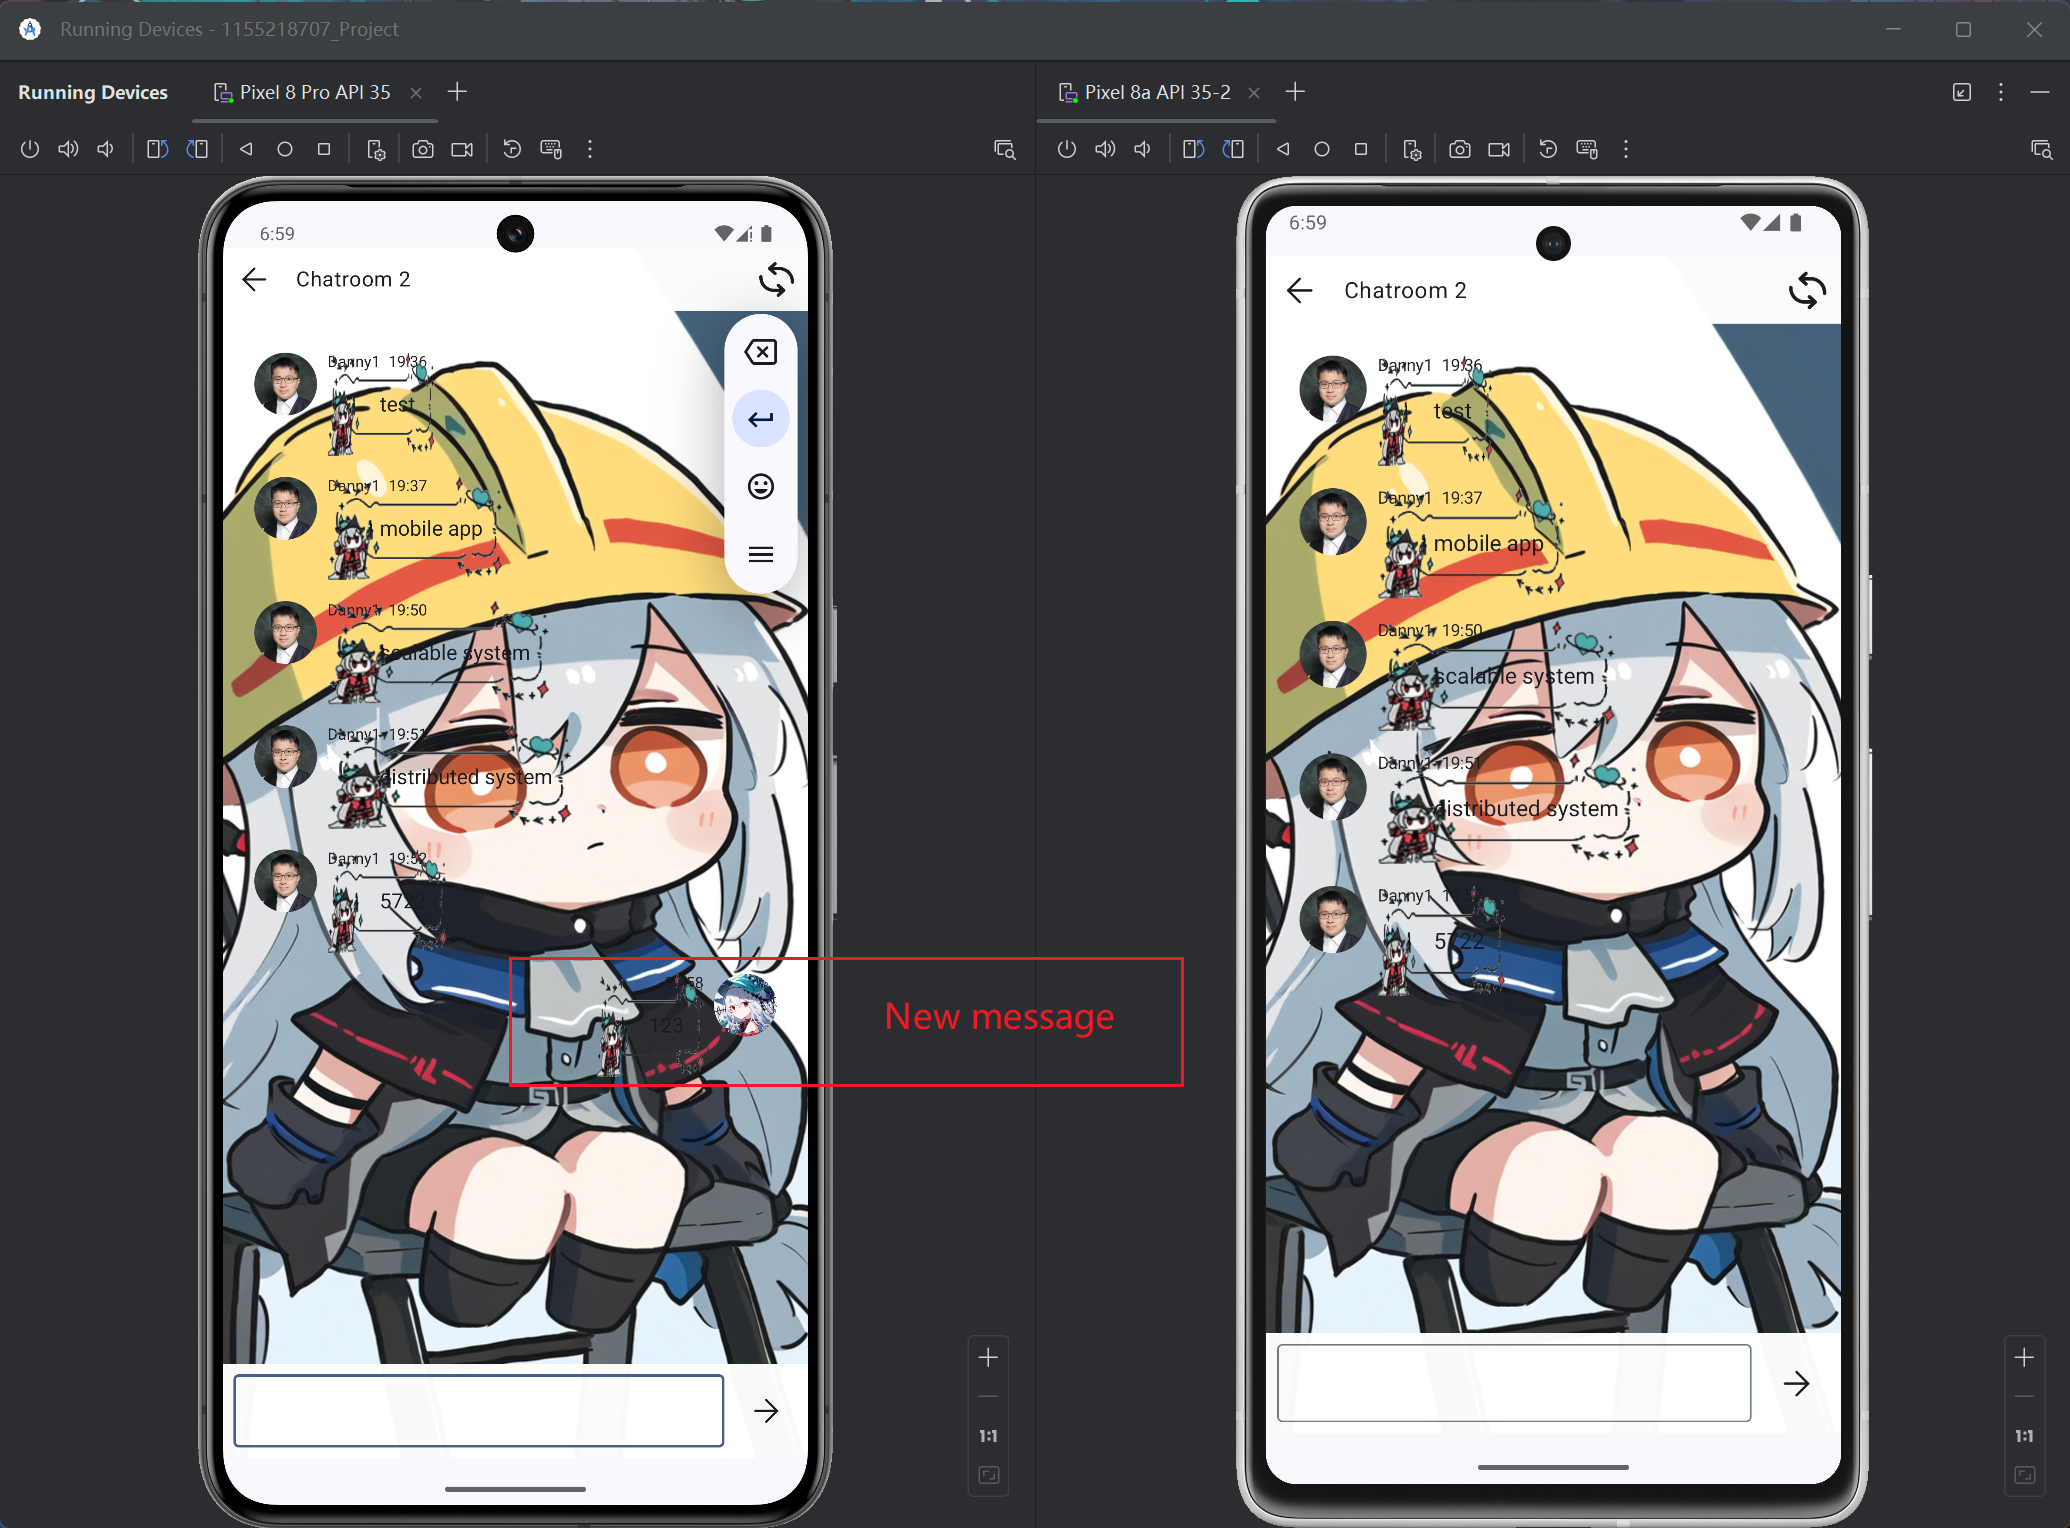 Running Devices - 1155218707_Project
Running Devices
Pixel 8 Pro API 35
Pixel 8a API 35-2
6:59
Chatroom 2
Danny1 19:36
test
Danny1 19:37
mobile app
Danny1 19:50
scalable system
Danny1 19:51
distributed system
Danny1 19:52
5722
123
New message
1:1
6:59
Chatroom 2
Danny1 19:36
test
Danny1 19:37
mobile app
Danny1 19:50
scalable system
Danny1 19:51
distributed system
Danny1
5722
1:1